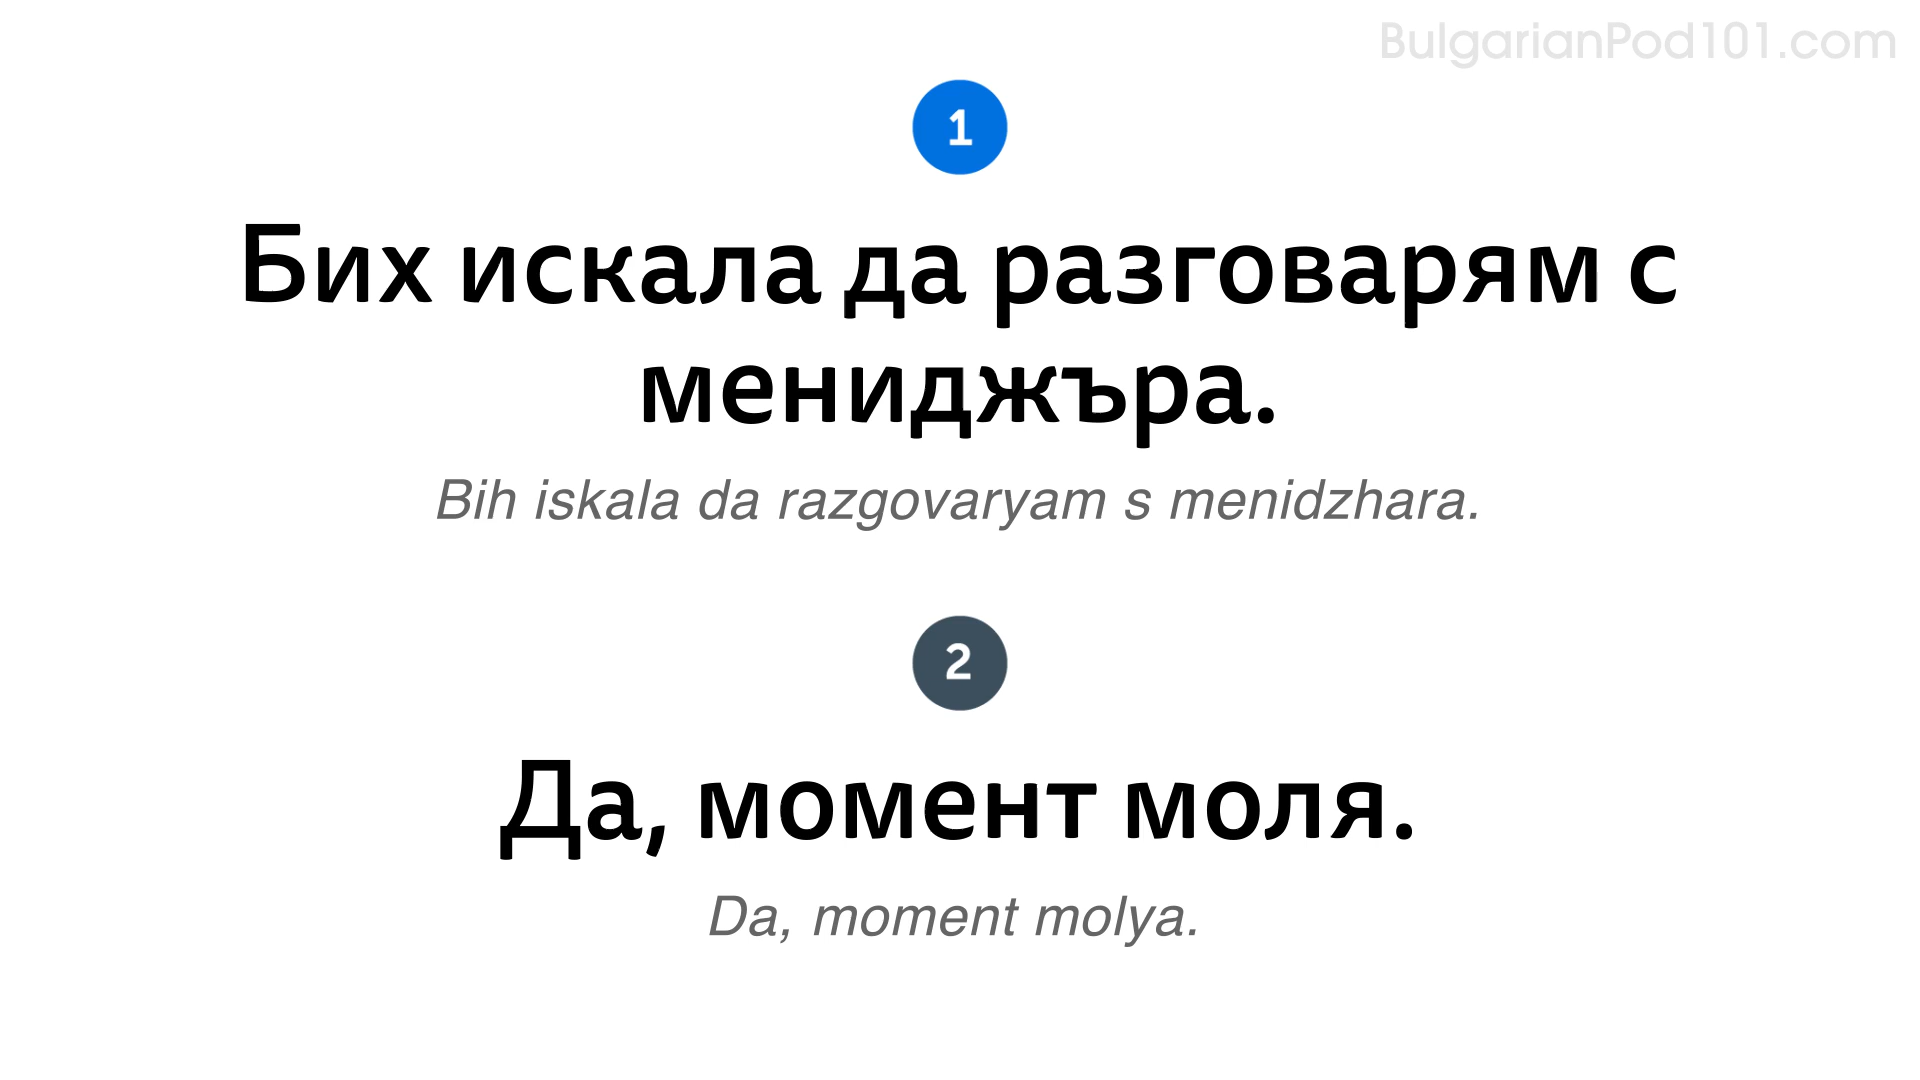 BulgarianPod101.com
1
Бих искала да разговарям с
мениджъра.
Bih iskala da razgovaryam s menidzhara.
2
Да, момент моля.
Da, moment molya.